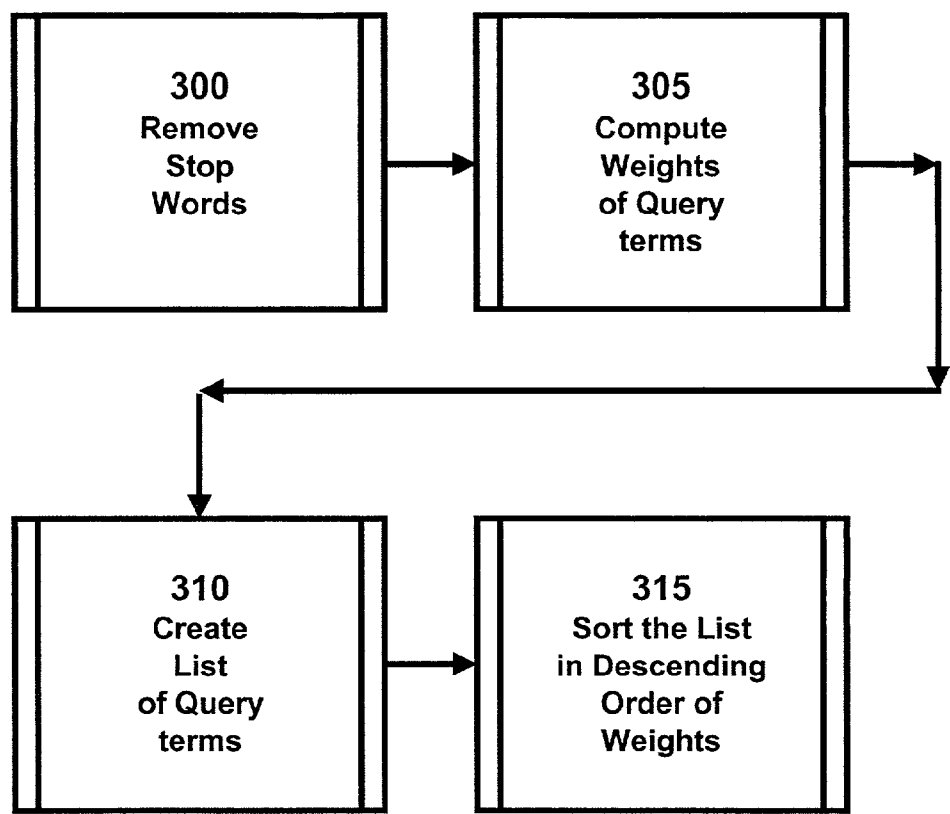 300
Remove
Stop
Words
305
Compute
Weights
of Query
terms
310
Create
List
of Query
terms
315
Sort the List
in Descending
Order of
Weights